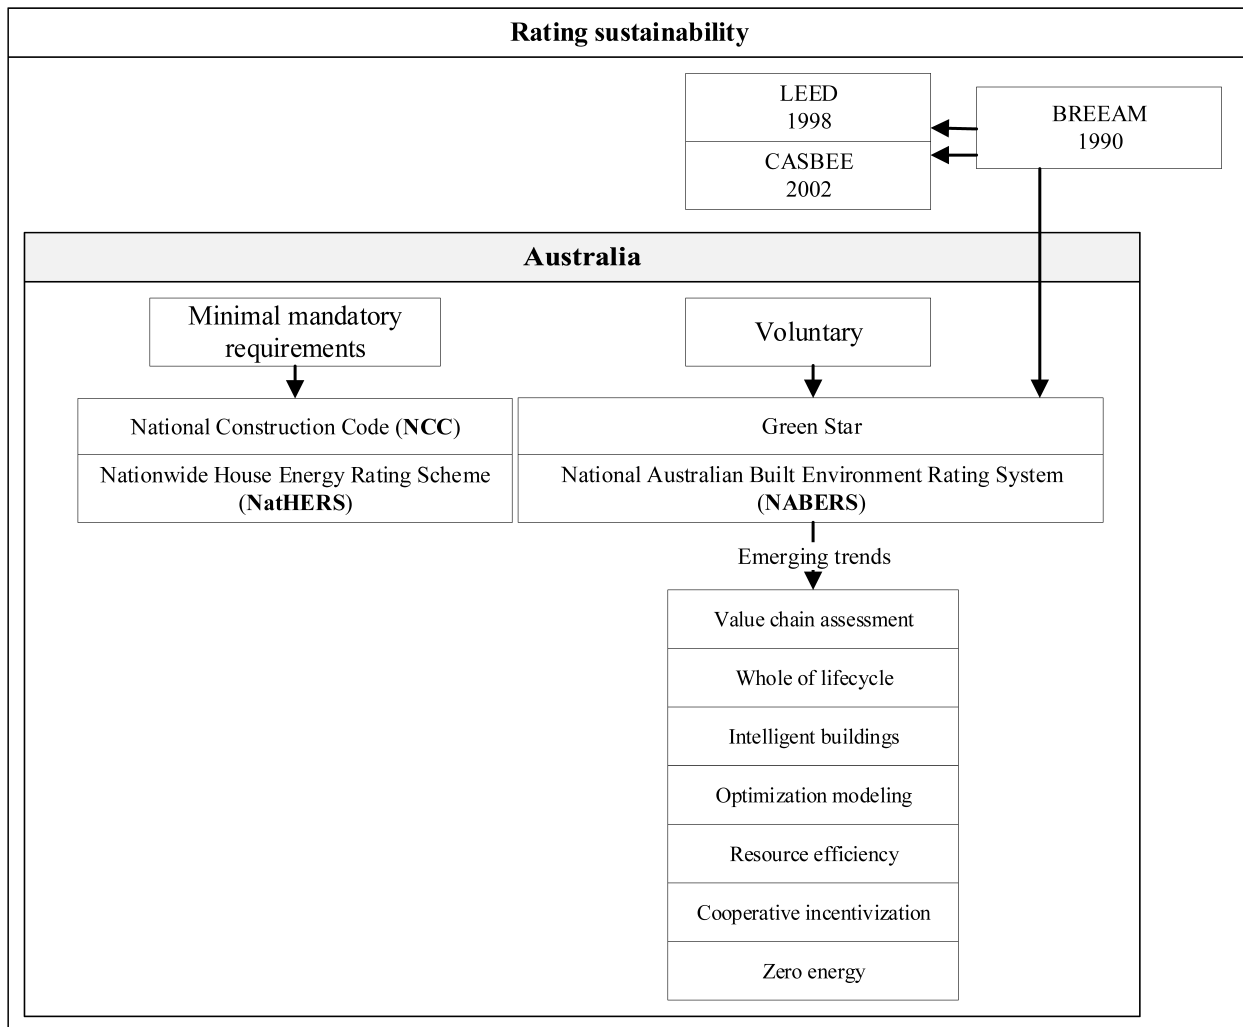 Rating sustainability
LEED
1998
BREEAM
1990
CASBEE
2002
Australia
Minimal mandatory
requirements
Voluntary
National Construction Code (NCC)
Green Star
Nationwide House Energy Rating Scheme
(NatHERS)
National Australian Built Environment Rating System
(NABERS)
Emerging trends
Value chain assessment
Whole of lifecycle
Intelligent buildings
Optimization modeling
Resource efficiency
Cooperative incentivization
Zero energy